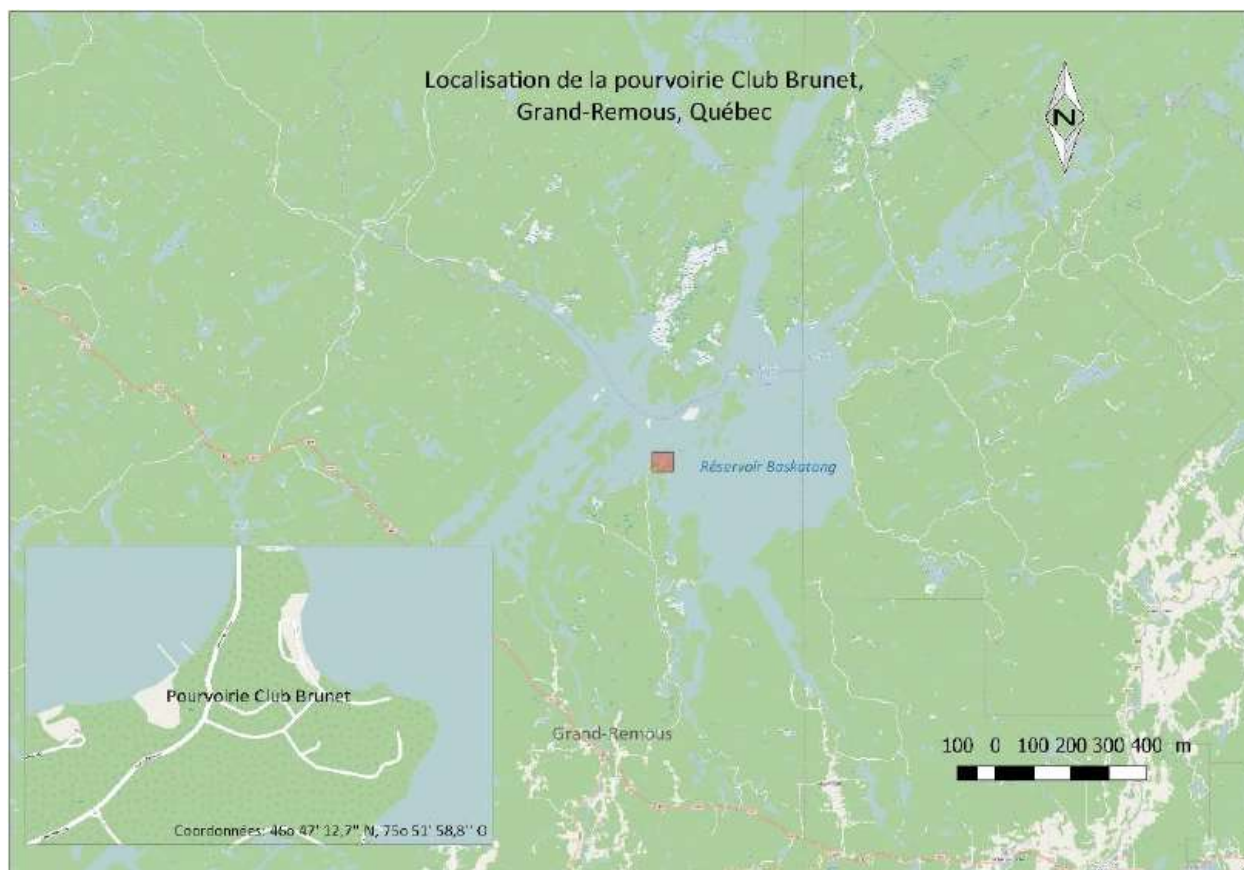 Localisation de la pourvoirie Club Brunet,
Grand-Remous, Québec
N
Réservoir Baskatong
Pourvoirie Club Brunet
Grand-Remous
100 0 100 200 300 400 m
Coordonnées: 46o 47' 12,7'' N, 75o 51' 58,8'' O